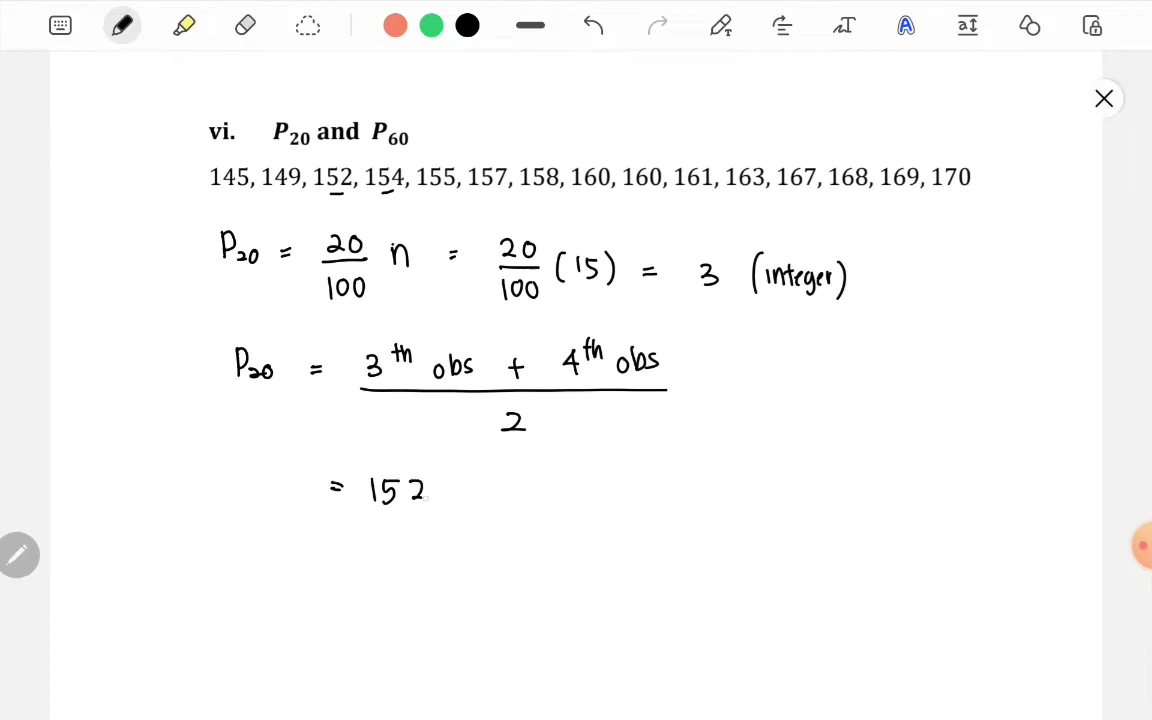 vi. P20 and P60
145, 149, 152, 154, 155, 157, 158, 160, 160, 161, 163, 167, 168, 169, 170
P20 = 20/100 n = 20/100 (15) = 3 (integer)
P20 = 3th obs + 4th obs / 2
= 152